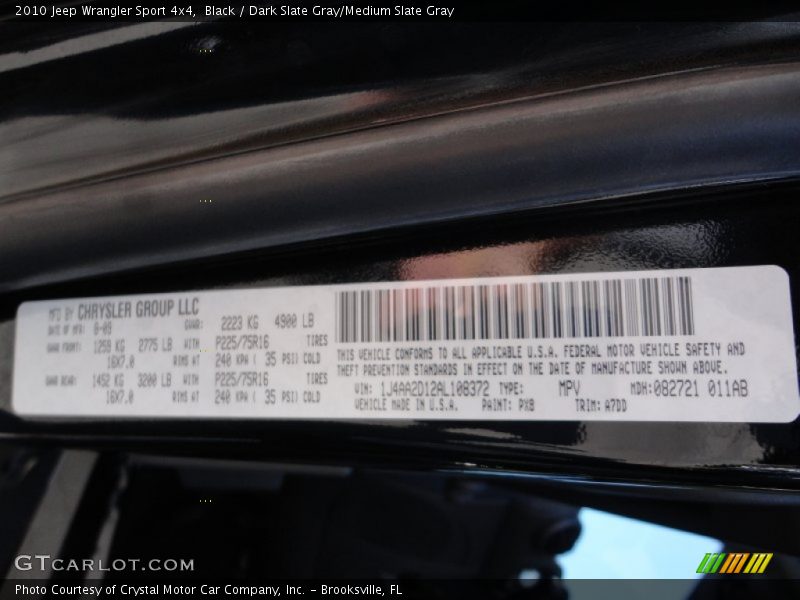 2010 Jeep Wrangler Sport 4x4, Black / Dark Slate Gray/Medium Slate Gray
MFD BY CHRYSLER GROUP LLC
DATE OF MFR: 8-09 GVWR: 2223 KG 4900 LB
GAWR FRONT: 1259 KG 2775 LB WITH P225/75R16 TIRES
16X7.0 RIMS AT 240 KPA ( 35 PSI) COLD
GAWR REAR: 1452 KG 3200 LB WITH P225/75R16 TIRES
16X7.0 RIMS AT 240 KPA ( 35 PSI) COLD
THIS VEHICLE CONFORMS TO ALL APPLICABLE U.S.A. FEDERAL MOTOR VEHICLE SAFETY AND
THEFT PREVENTION STANDARDS IN EFFECT ON THE DATE OF MANUFACTURE SHOWN ABOVE.
VIN: 1J4AA2D12AL108372 TYPE: MPV MDH: 082721 011AB
VEHICLE MADE IN U.S.A. PAINT: PX8 TRIM: A7DD
GTCARLOT.COM
Photo Courtesy of Crystal Motor Car Company, Inc. – Brooksville, FL